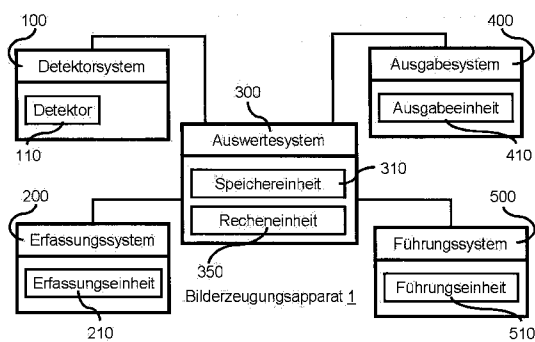 100
Detektorsystem
Detektor
110
400
Ausgabesystem
Ausgabeeinheit
410
300
Auswertesystem
Speichereinheit
310
Recheneinheit
350
200
Erfassungssystem
Erfassungseinheit
210
500
Führungssystem
Führungseinheit
510
Bilderzeugungsapparat 1